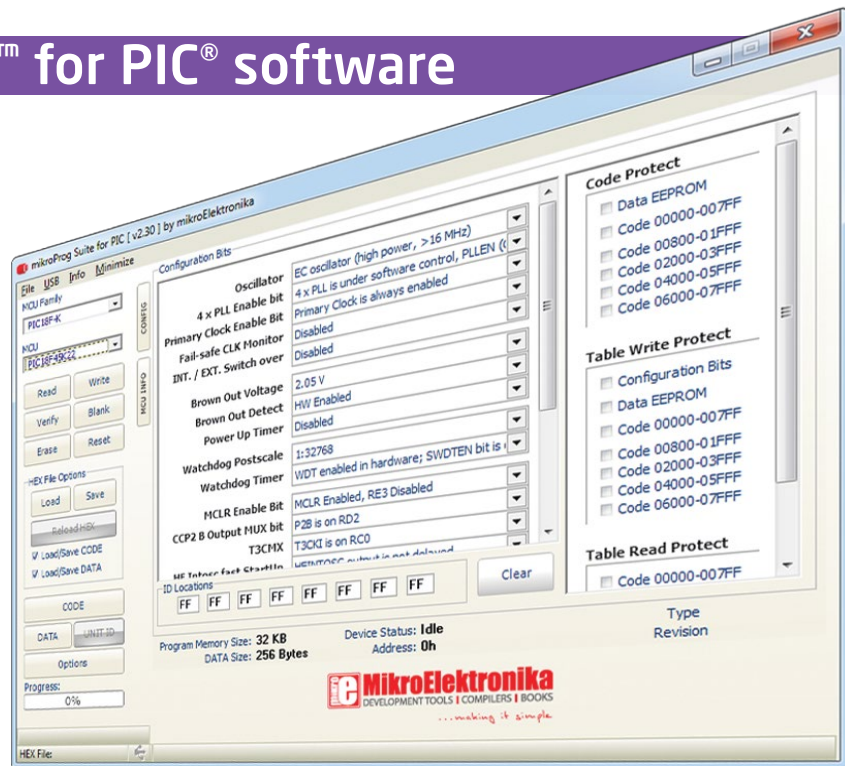 ™ for PIC® software
mikroProg Suite for PIC [ v2.30 ] by mikroElektronika
File USB Info Minimize
MCU Family
PIC18F-K
MCU
PIC18F45K22
Read Write
Verify Blank
Erase Reset
HEX File Options
Load Save
Reload HEX
Load/Save CODE
Load/Save DATA
CODE
DATA UNIT ID
Options
Progress:
0%
HEX File:
CONFIG
MCU INFO
Configuration Bits
Oscillator EC oscillator (high power, >16 MHz)
4 x PLL Enable bit 4 x PLL is under software control, PLLEN (
Primary Clock Enable Bit Primary Clock is always enabled
Fail-safe CLK Monitor Disabled
INT. / EXT. Switch over Disabled
Brown Out Voltage 2.05 V
Brown Out Detect HW Enabled
Power Up Timer Disabled
Watchdog Postscale 1:32768
Watchdog Timer WDT enabled in hardware; SWDTEN bit is
MCLR Enable Bit MCLR Enabled, RE3 Disabled
CCP2 B Output MUX bit P2B is on RD2
T3CMX T3CKI is on RC0
HF Intosc fast StartUp HFINTOSC output is not delayed
ID Locations
FF FF FF FF FF FF FF FF
Clear
Code Protect
Data EEPROM
Code 00000-007FF
Code 00800-01FFF
Code 02000-03FFF
Code 04000-05FFF
Code 06000-07FFF
Table Write Protect
Configuration Bits
Data EEPROM
Code 00000-007FF
Code 00800-01FFF
Code 02000-03FFF
Code 04000-05FFF
Code 06000-07FFF
Table Read Protect
Code 00000-007FF
Program Memory Size: 32 KB
DATA Size: 256 Bytes
Device Status: Idle
Address: 0h
Type
Revision
MikroElektronika
DEVELOPMENT TOOLS | COMPILERS | BOOKS
...making it simple